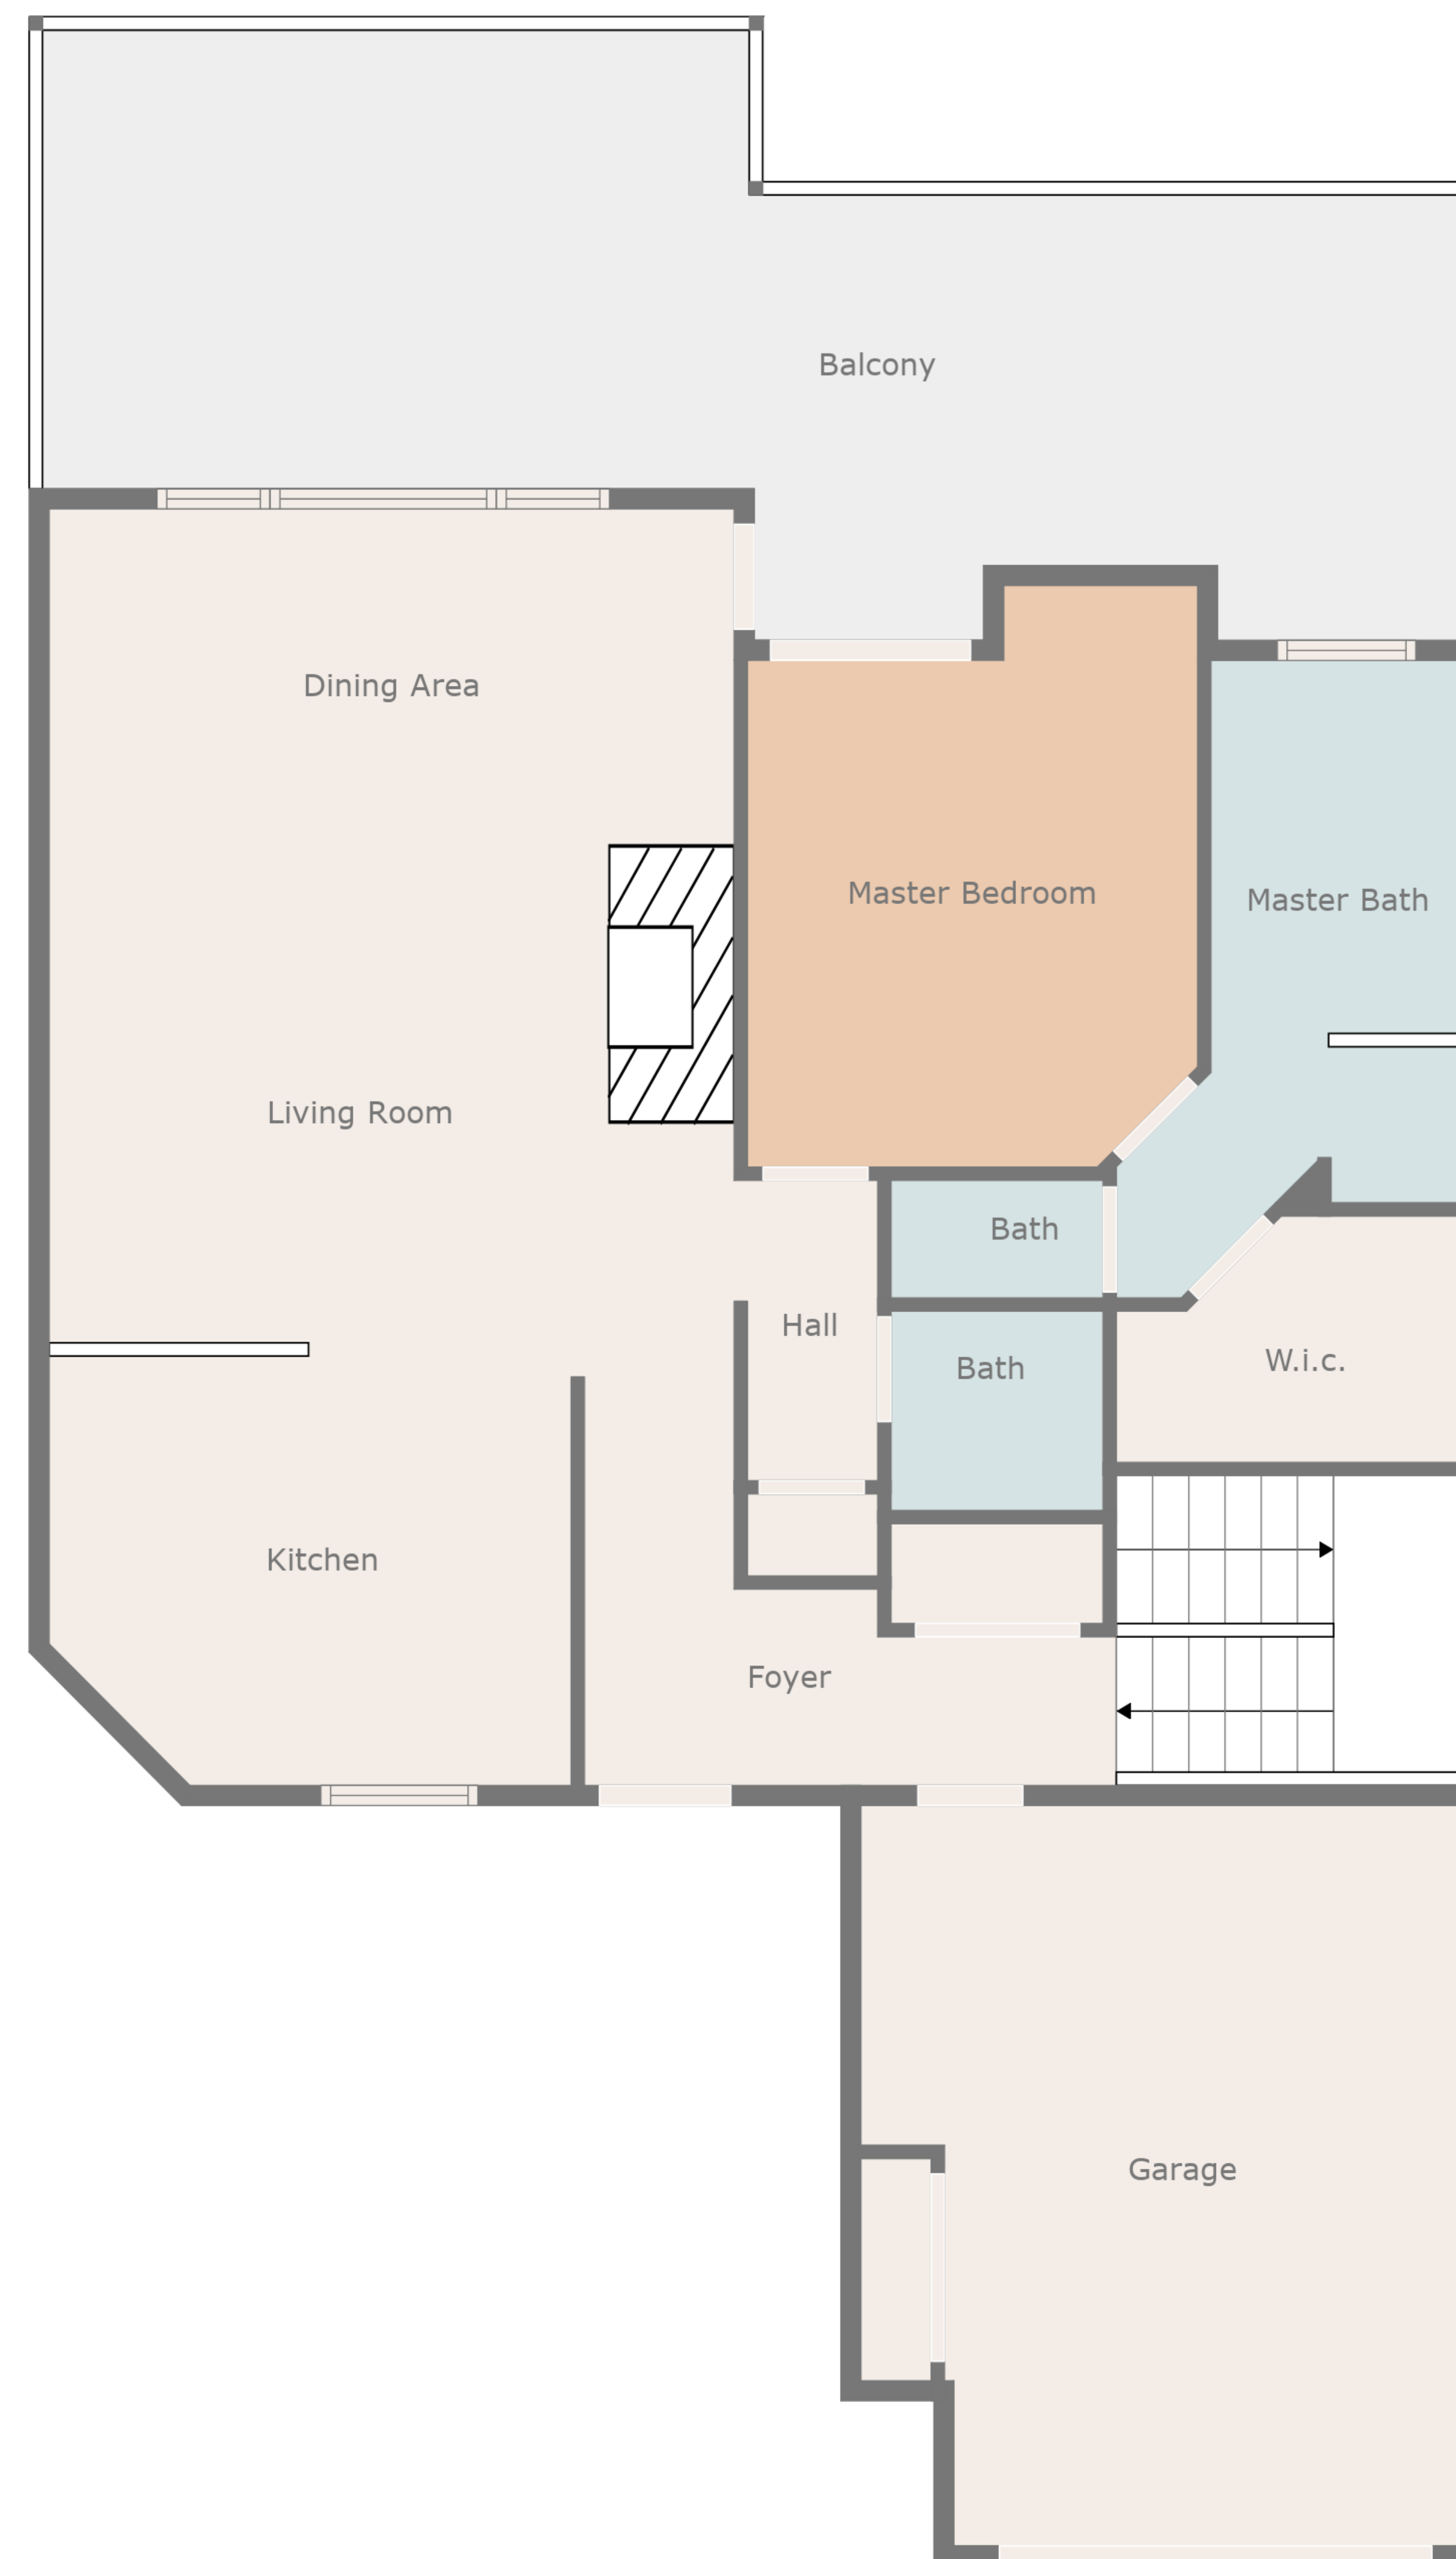 Balcony
Dining Area
Master Bedroom
Master Bath
Living Room
Bath
Hall
Bath
W.i.c.
Kitchen
Foyer
Garage